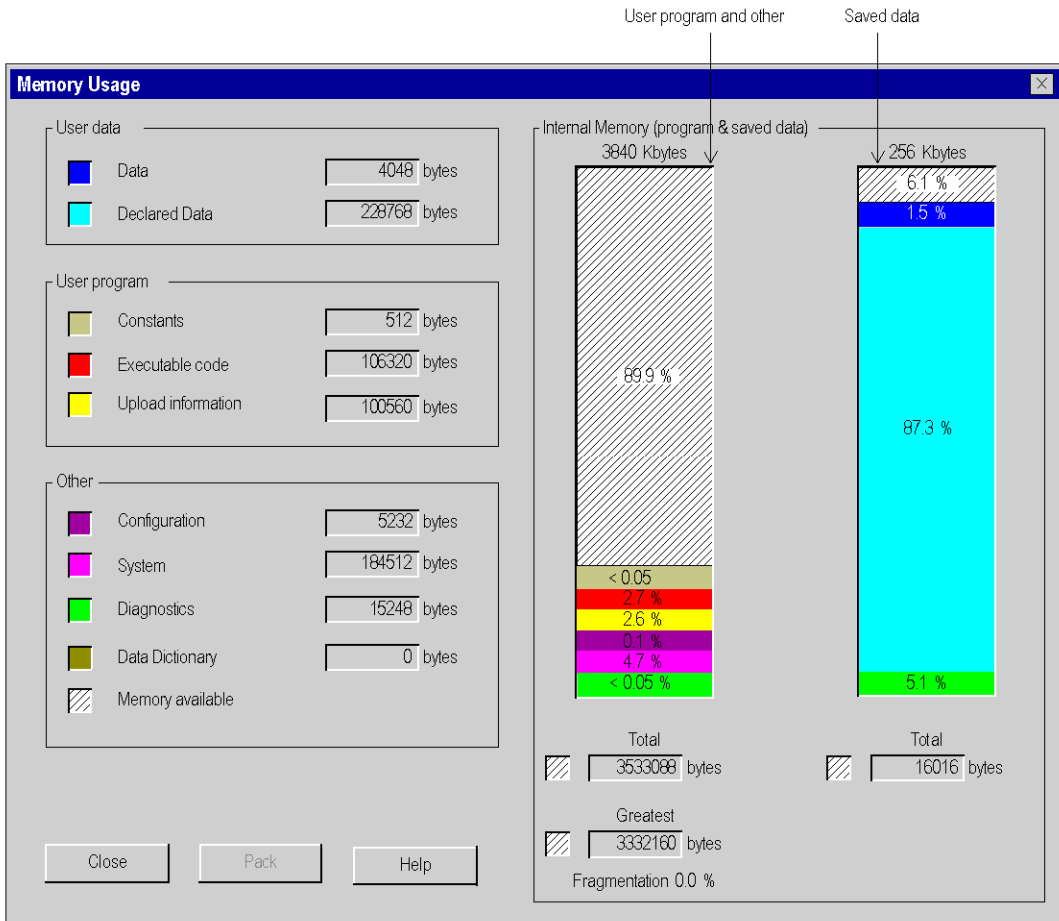 User program and other
Saved data
Memory Usage
User data
Data 4048 bytes
Declared Data 228768 bytes
User program
Constants 512 bytes
Executable code 106320 bytes
Upload information 100560 bytes
Other
Configuration 5232 bytes
System 184512 bytes
Diagnostics 15248 bytes
Data Dictionary 0 bytes
Memory available
Close
Pack
Help
Internal Memory (program & saved data)
3840 Kbytes
89.9 %
< 0.05
2.7 %
2.6 %
0.1 %
4.7 %
< 0.05 %
Total
3533088 bytes
Greatest
3332160 bytes
Fragmentation 0.0 %
256 Kbytes
6.1 %
1.5 %
87.3 %
5.1 %
Total
16016 bytes